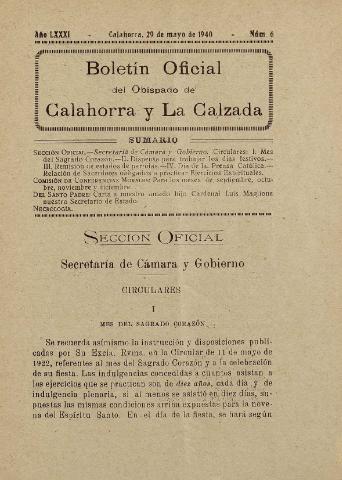 Año LXXXI - Calahorra, 29 de mayo de 1940 - Núm. 6
Boletín Oficial
del Obispado de
Calahorra y La Calzada
SUMARIO
SECCIÓN OFICIAL.—Secretaría de Cámara y Gobierno. Circulares: I. Mes
del Sagrado Corazón.—II. Dispensa para trabajar los días festivos.—
III. Remisión de estados de parroquias.—IV. Día de la Prensa Católica.—
Relación de Sacerdotes obligados a practicar Ejercicios Espirituales.
COMISIÓN DE CONFERENCIAS MORALES: Para los meses de septiembre, octu-
bre, noviembre y diciembre.
DEL SANTO PADRE: Carta a nuestro amado hijo Cardenal Luis Maglione
nuestro Secretario de Estado.
NECROLOGÍA.
SECCION OFICIAL
Secretaría de Cámara y Gobierno
CIRCULARES
I
MES DEL SAGRADO CORAZÓN
Se recuerda asimismo la instrucción y disposiciones publi-
cadas por Su Excia. Rvma. en la Circular de 11 de mayo de
1922, referentes al mes del Sagrado Corazón y a la celebración
de su fiesta. Las indulgencias concedidas a cuantos asistan a
los ejercicios que se practican son de diez años, cada día y de
indulgencia plenaria, si al menos se asistió en diez días, su-
puestas las mismas condiciones arriba expuestas para la nove-
na del Espíritu Santo. En el día de la fiesta, se hará según